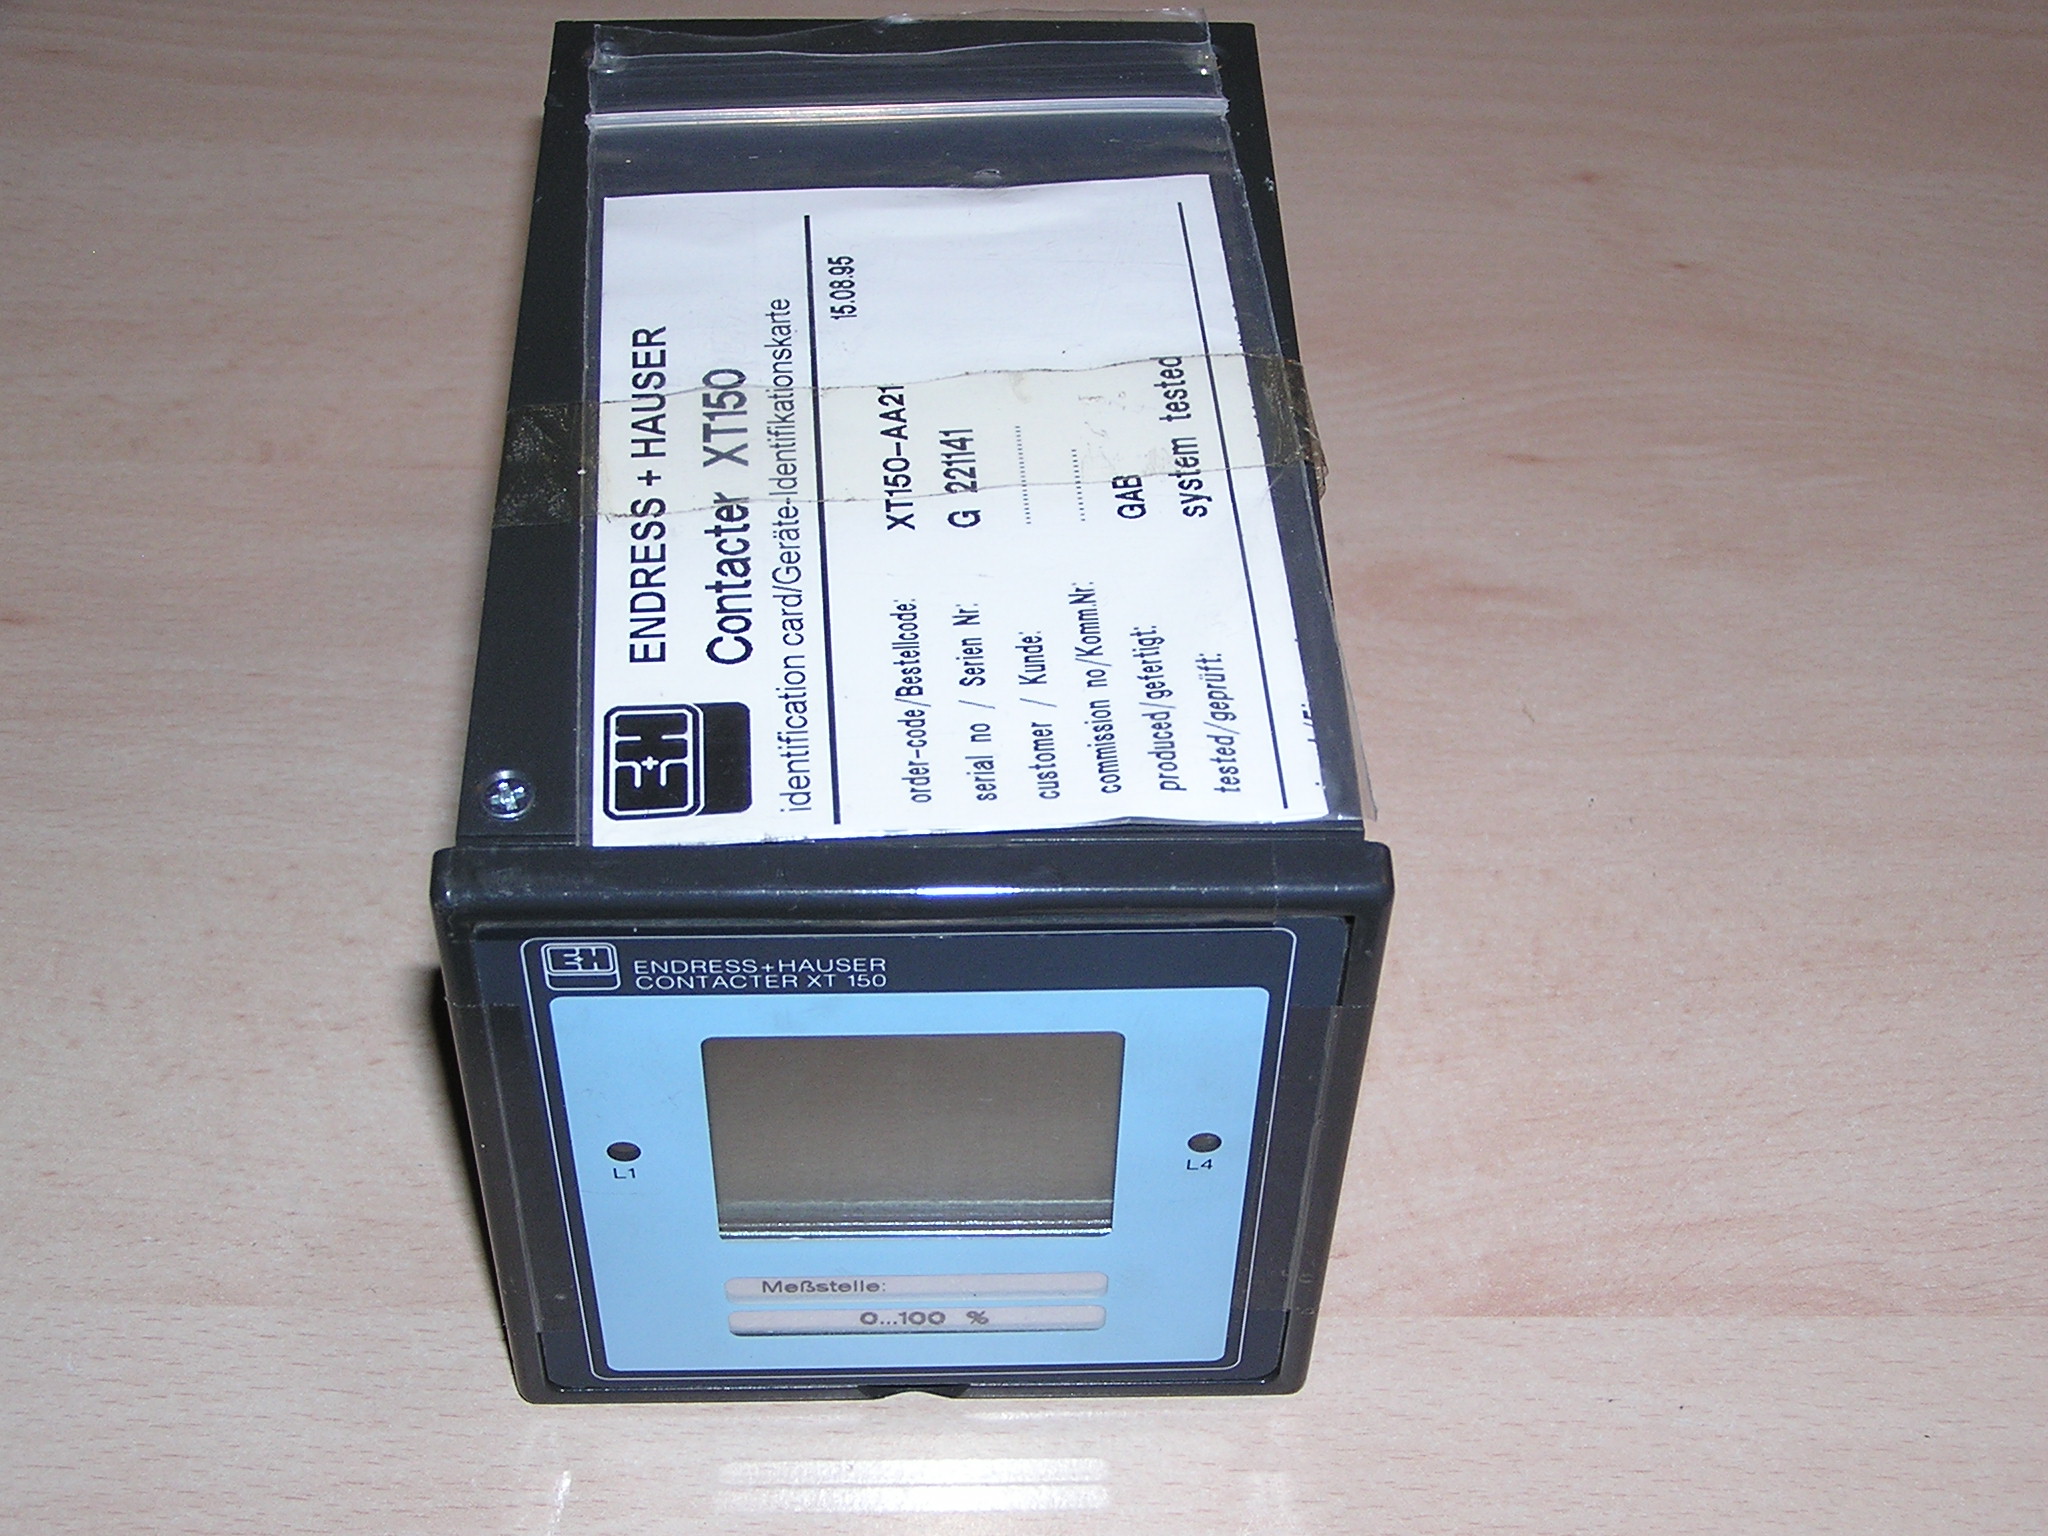 E+H
ENDRESS + HAUSER
Contacter XT150
identification card/Geräte-Identifikationskarte
15.08.95
order-code/Bestellcode: XT150-AA21
serial no / Serien Nr: G 221141
customer / Kunde: ....................
commission no/Komm.Nr: ...............
produced/gefertigt: GAB
tested/geprüft: system tested
E+H
ENDRESS+HAUSER
CONTACTER XT 150
L1
L4
Meßstelle:
0...100 %